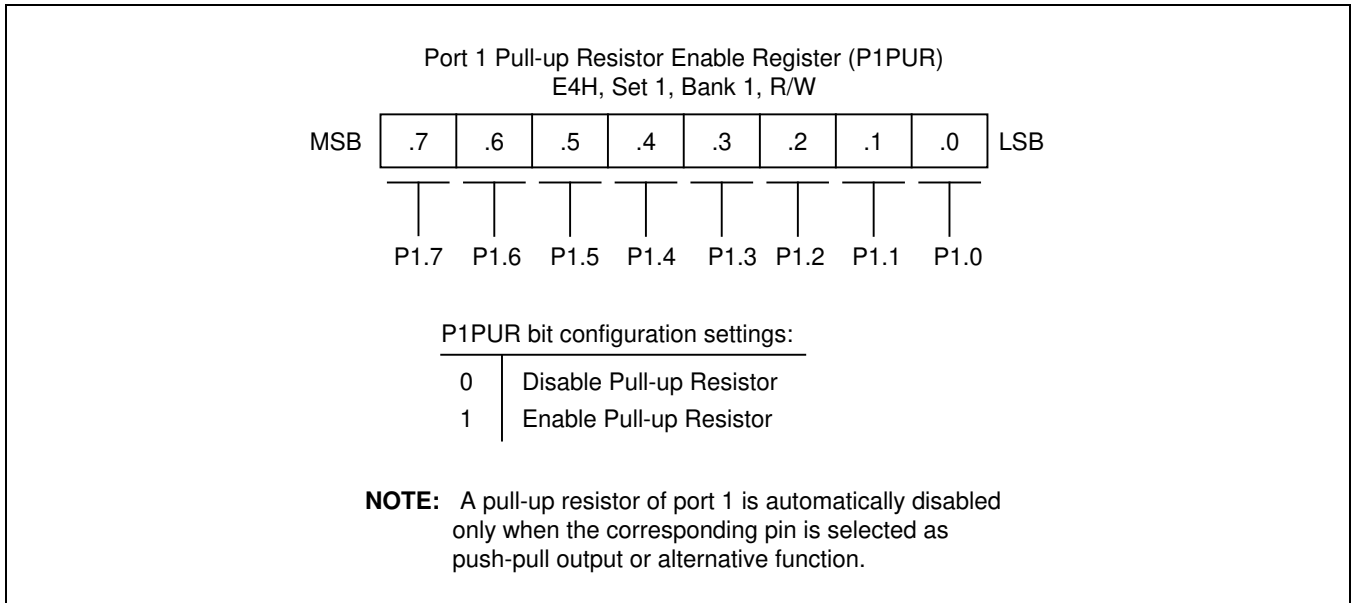 Port 1 Pull-up Resistor Enable Register (P1PUR)
E4H, Set 1, Bank 1, R/W
MSB .7 .6 .5 .4 .3 .2 .1 .0 LSB
P1.7 P1.6 P1.5 P1.4 P1.3 P1.2 P1.1 P1.0
P1PUR bit configuration settings:
0 Disable Pull-up Resistor
1 Enable Pull-up Resistor
NOTE: A pull-up resistor of port 1 is automatically disabled
only when the corresponding pin is selected as
push-pull output or alternative function.